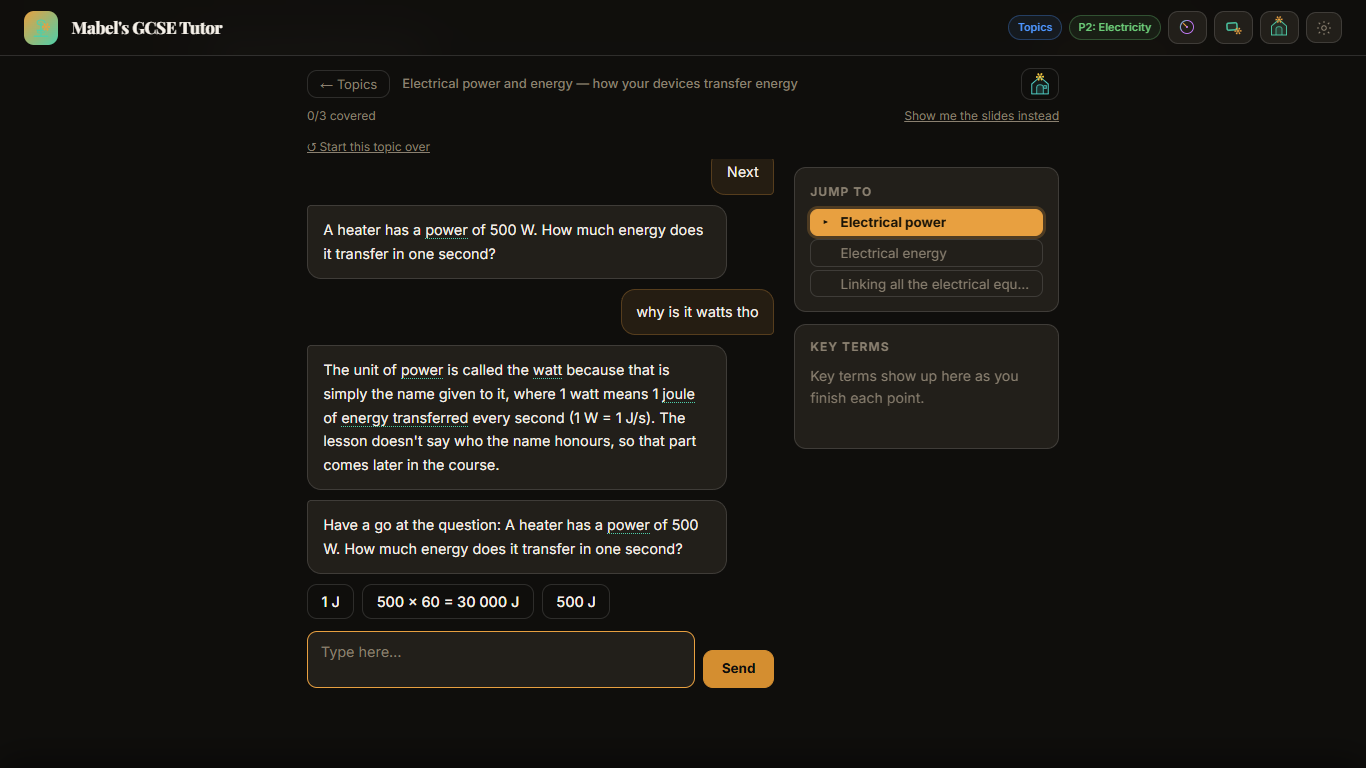 Mabel's GCSE Tutor
Topics
P2: Electricity
← Topics
Electrical power and energy — how your devices transfer energy
0/3 covered
Show me the slides instead
↺ Start this topic over
Next
A heater has a power of 500 W. How much energy does
it transfer in one second?
why is it watts tho
The unit of power is called the watt because that is
simply the name given to it, where 1 watt means 1 joule
of energy transferred every second (1 W = 1 J/s). The
lesson doesn't say who the name honours, so that part
comes later in the course.
Have a go at the question: A heater has a power of 500
W. How much energy does it transfer in one second?
1 J
500 × 60 = 30 000 J
500 J
Type here...
Send
JUMP TO
‣ Electrical power
Electrical energy
Linking all the electrical equ...
KEY TERMS
Key terms show up here as you
finish each point.